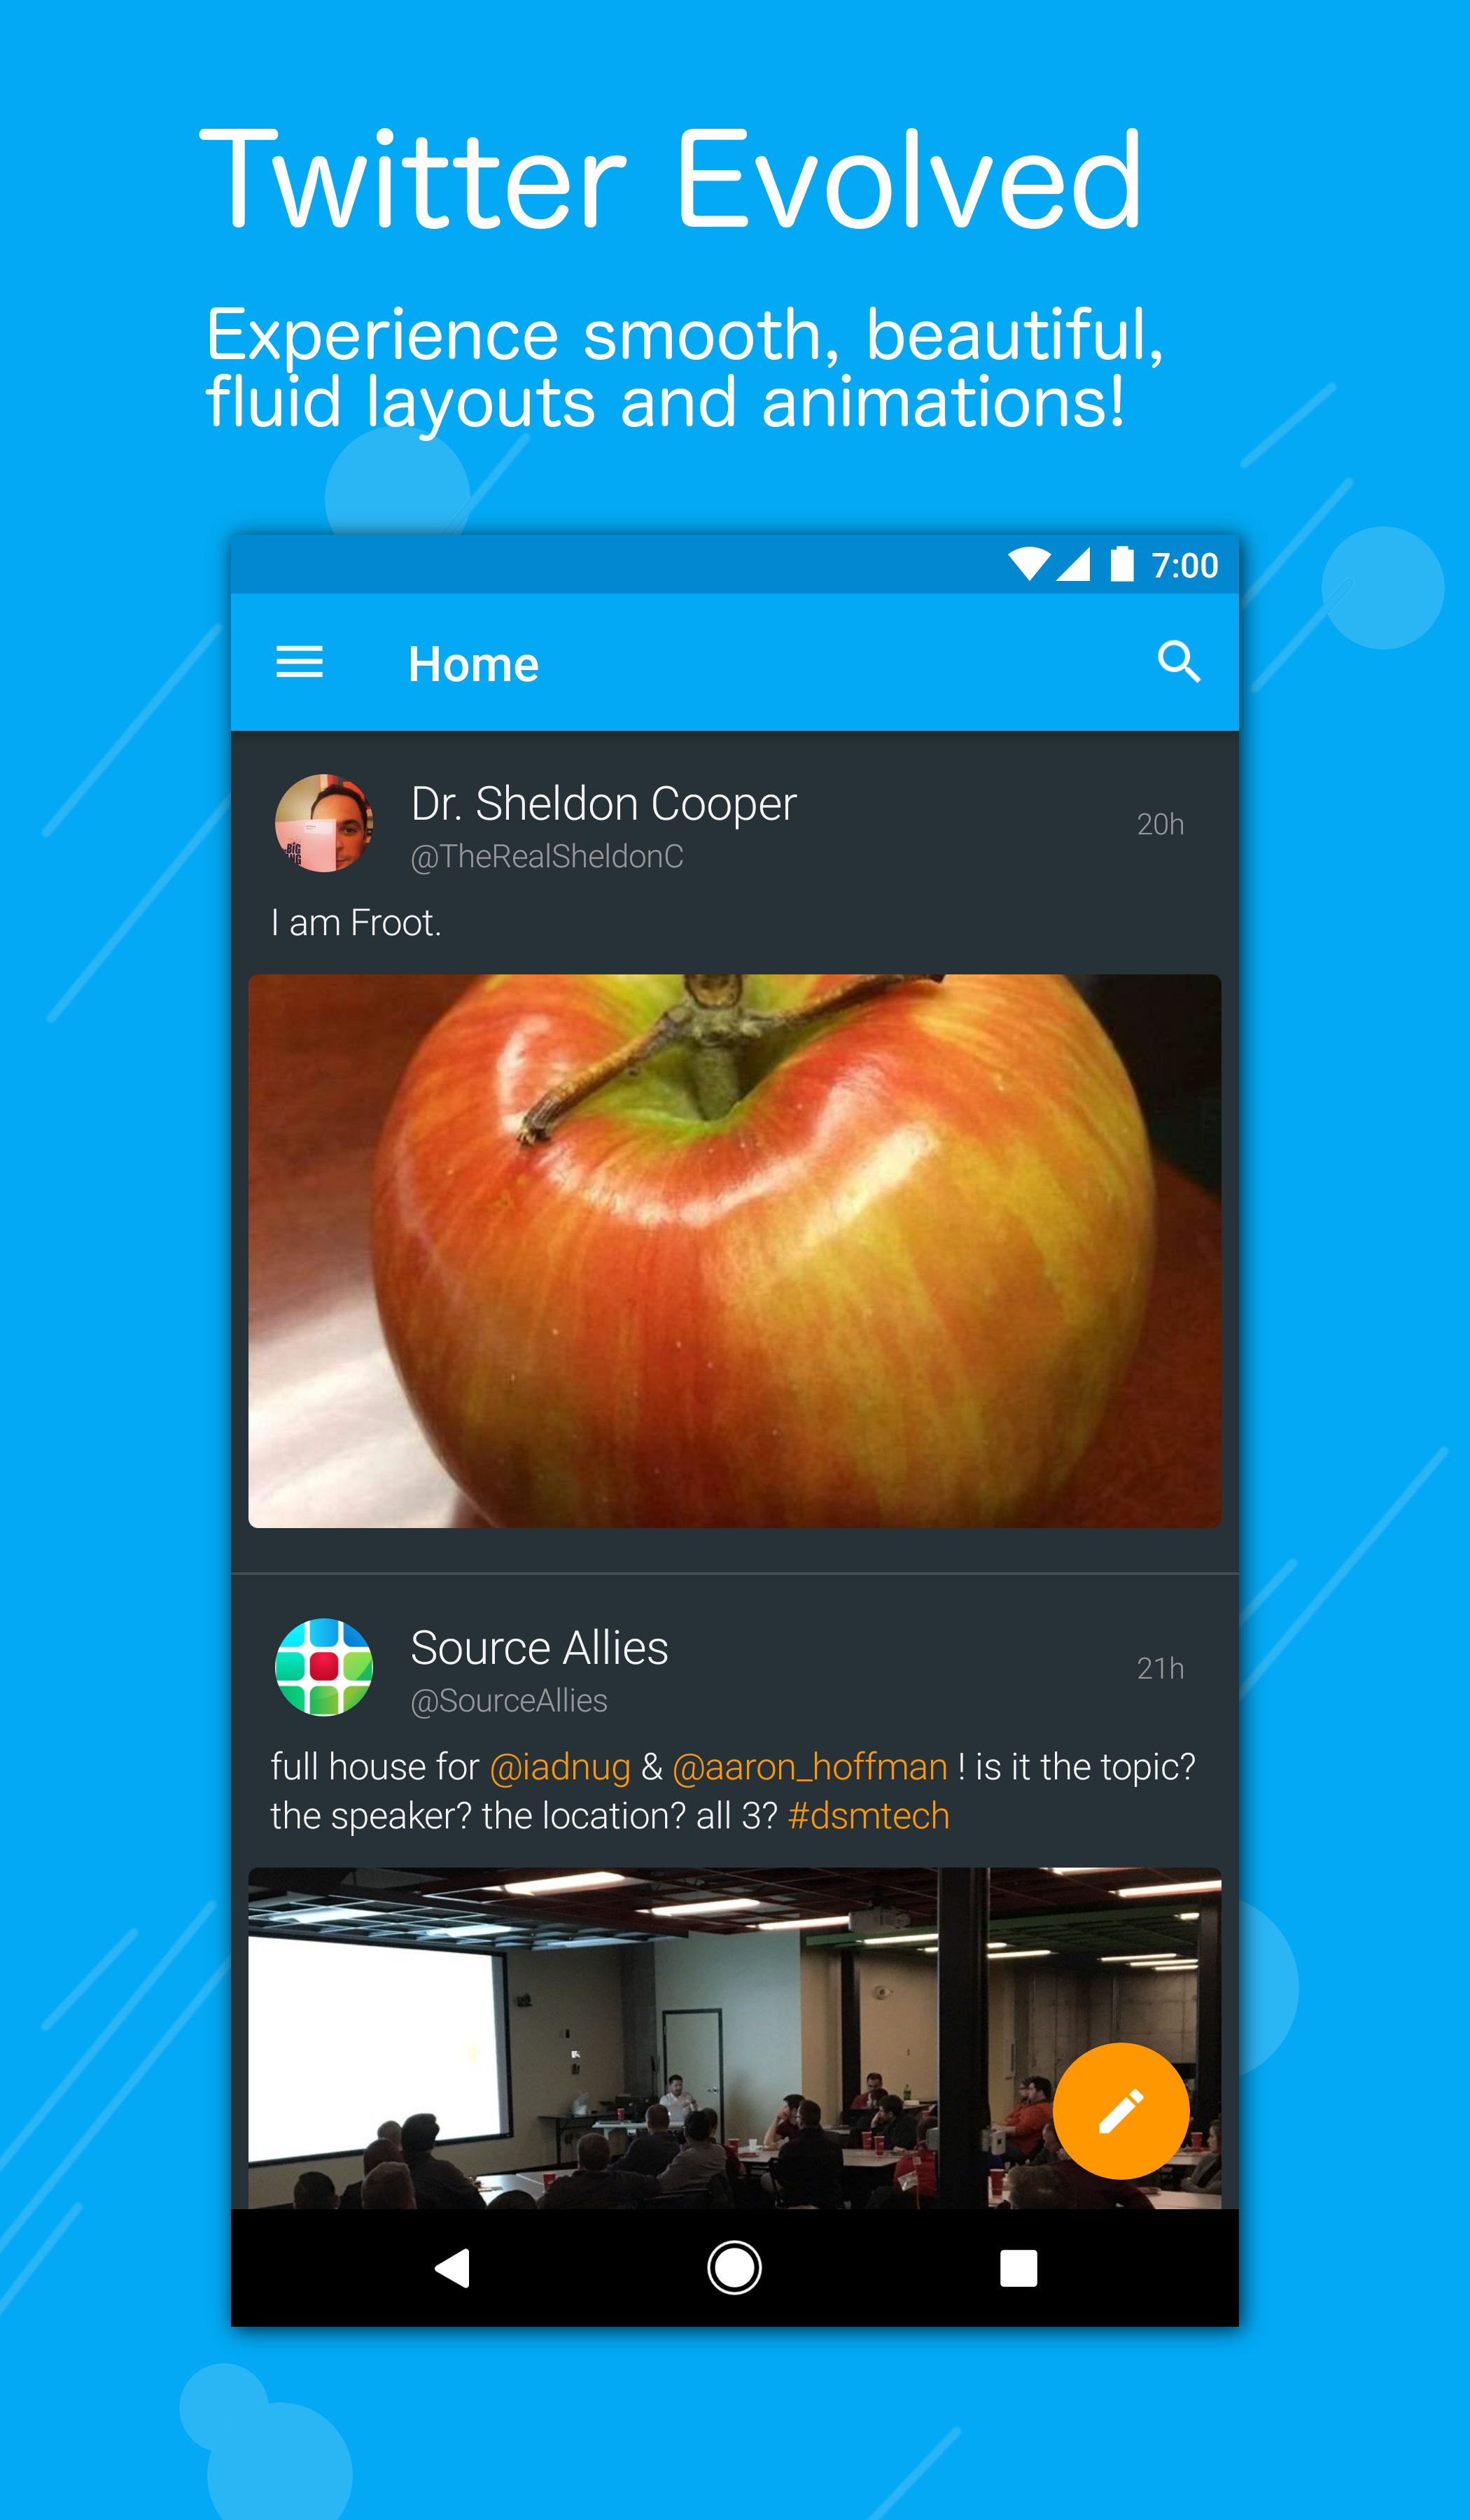 Twitter Evolved
Experience smooth, beautiful,
fluid layouts and animations!
7:00
Home
Dr. Sheldon Cooper
20h
@TheRealSheldonC
I am Froot.
BIG
Source Allies
21h
@SourceAllies
full house for @iadnug & @aaron_hoffman ! is it the topic?
the speaker? the location? all 3? #dsmtech